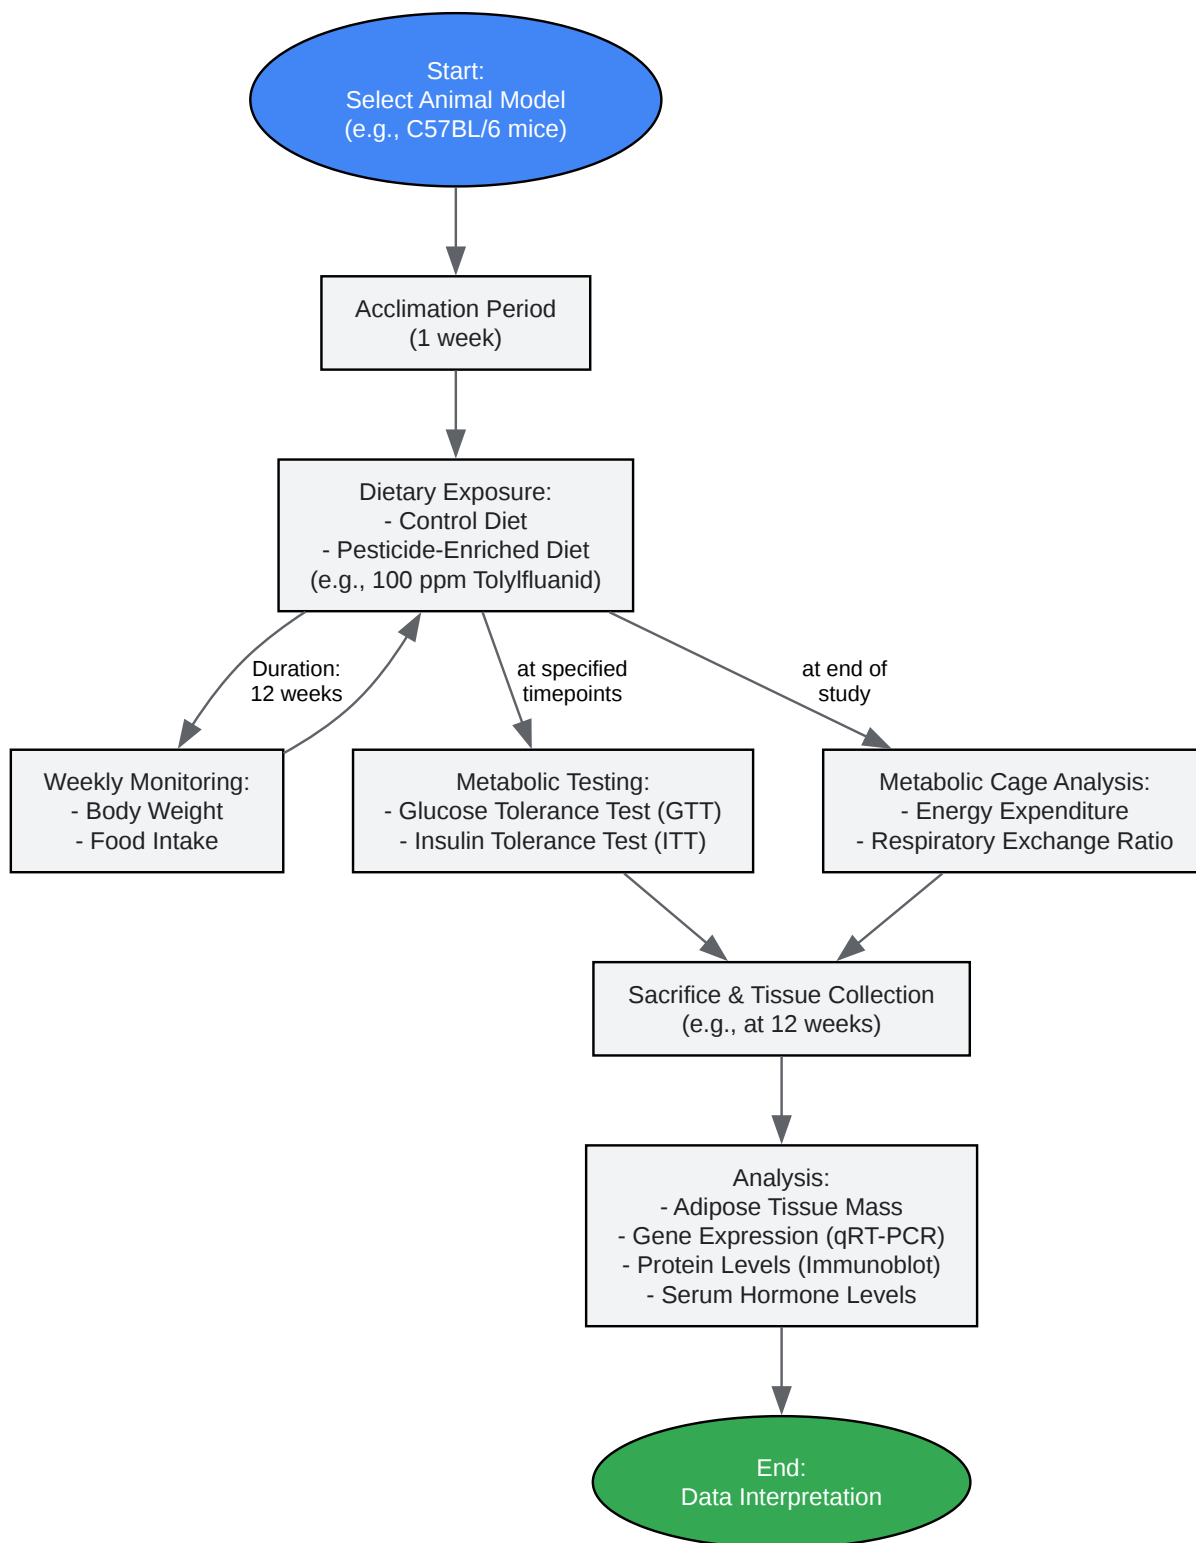 Start:
Select Animal Model
(e.g., C57BL/6 mice)
Acclimation Period
(1 week)
Dietary Exposure:
- Control Diet
- Pesticide-Enriched Diet
(e.g., 100 ppm Tolylfluanid)
Duration:
12 weeks
at specified
timepoints
at end of
study
Weekly Monitoring:
- Body Weight
- Food Intake
Metabolic Testing:
- Glucose Tolerance Test (GTT)
- Insulin Tolerance Test (ITT)
Metabolic Cage Analysis:
- Energy Expenditure
- Respiratory Exchange Ratio
Sacrifice & Tissue Collection
(e.g., at 12 weeks)
Analysis:
- Adipose Tissue Mass
- Gene Expression (qRT-PCR)
- Protein Levels (Immunoblot)
- Serum Hormone Levels
End:
Data Interpretation